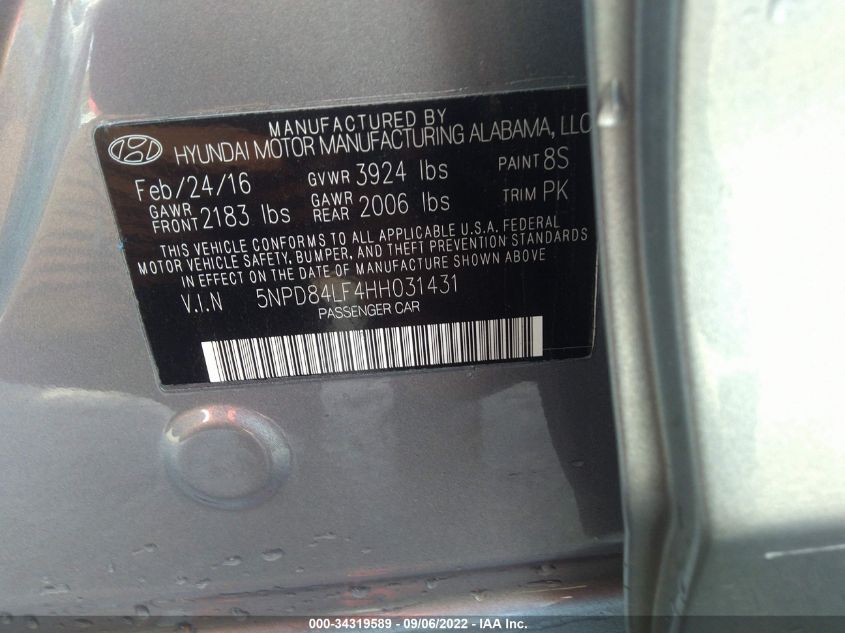 MANUFACTURED BY
HYUNDAI MOTOR MANUFACTURING ALABAMA, LLC
Feb/24/16 GVWR 3924 lbs PAINT 8S
GAWR FRONT 2183 lbs GAWR REAR 2006 lbs TRIM PK
THIS VEHICLE CONFORMS TO ALL APPLICABLE U.S.A. FEDERAL
MOTOR VEHICLE SAFETY, BUMPER, AND THEFT PREVENTION STANDARDS
IN EFFECT ON THE DATE OF MANUFACTURE SHOWN ABOVE
V.I.N 5NPD84LF4HH031431
PASSENGER CAR
000-34319589 - 09/06/2022 - IAA Inc.